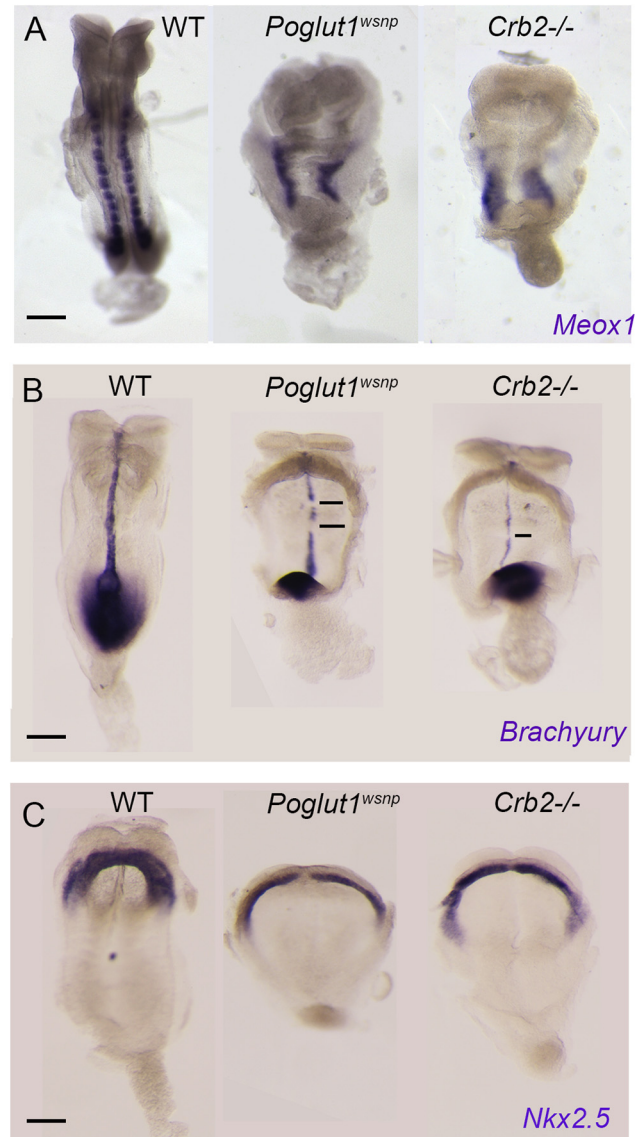 A WT Poglut1wsnp Crb2-/-
Meox1
B WT Poglut1wsnp Crb2-/-
Brachyury
C WT Poglut1wsnp Crb2-/-
Nkx2.5